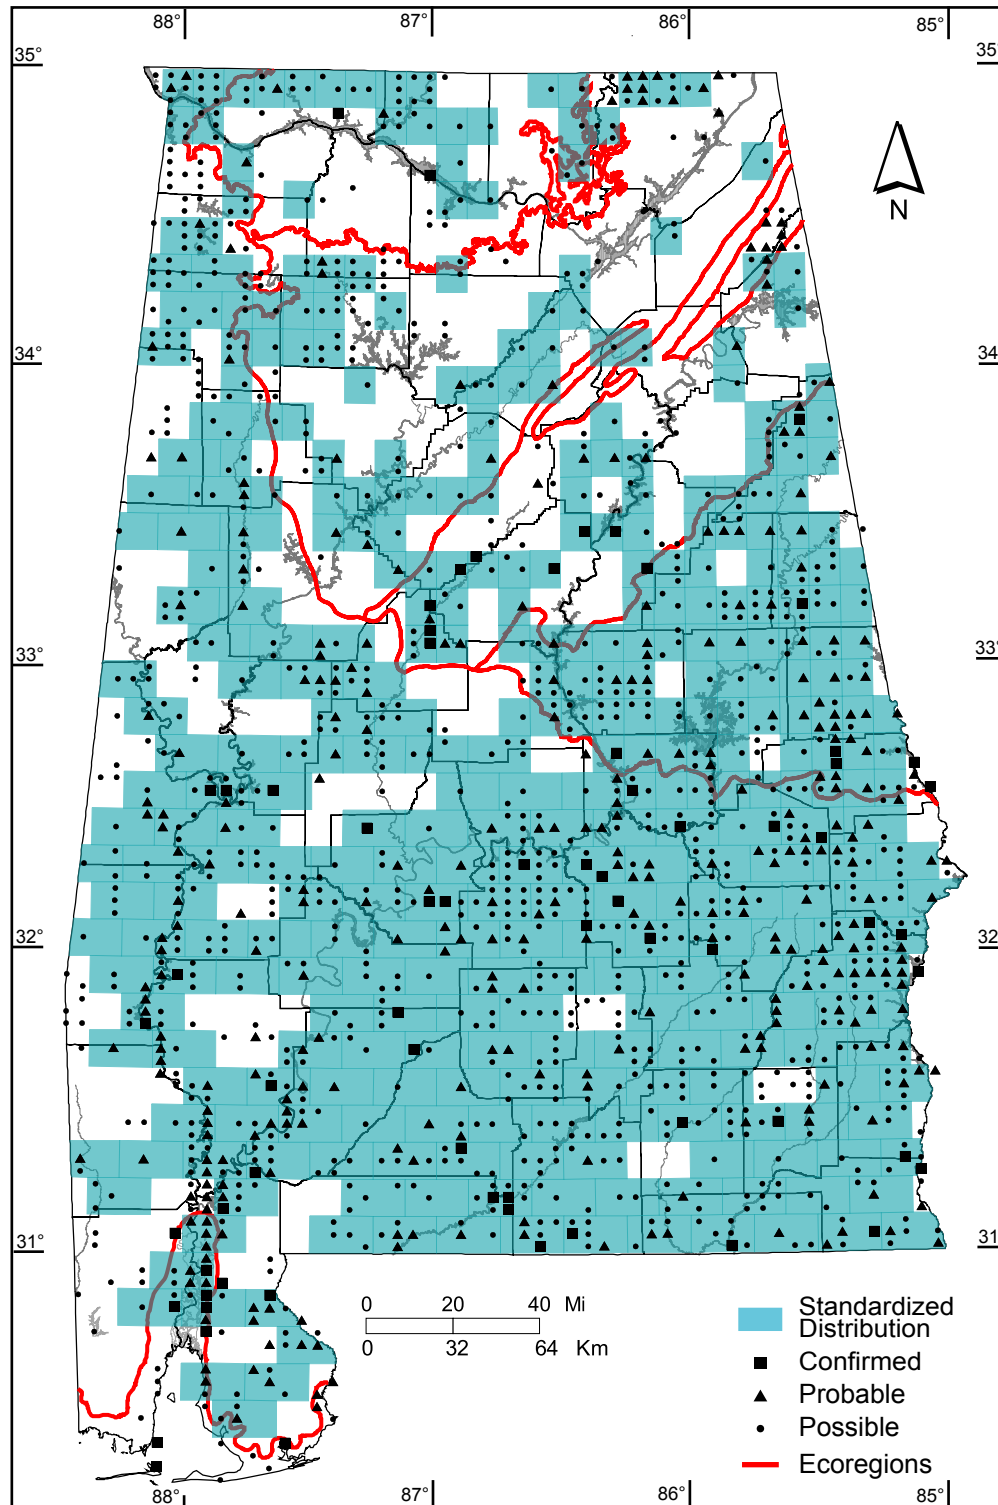 88° 87° 86° 85°
35° 35°
N
34° 34
33° 33°
32° 32
31° 31
0 20 40 Mi
0 32 64 Km
Standardized
Distribution
Confirmed
Probable
Possible
Ecoregions
88° 87° 86° 85°